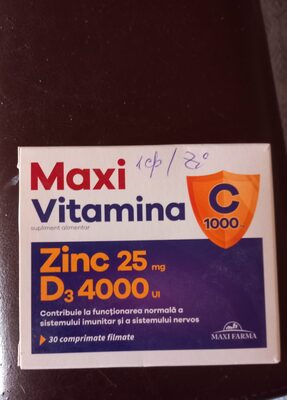 1cp/zi
Maxi
Vitamina
C
1000
supliment alimentar
Zinc 25 mg
D3 4000 UI
Contribuie la funcționarea normală a
sistemului imunitar și a sistemului nervos
30 comprimate filmate
MAXI FARMA